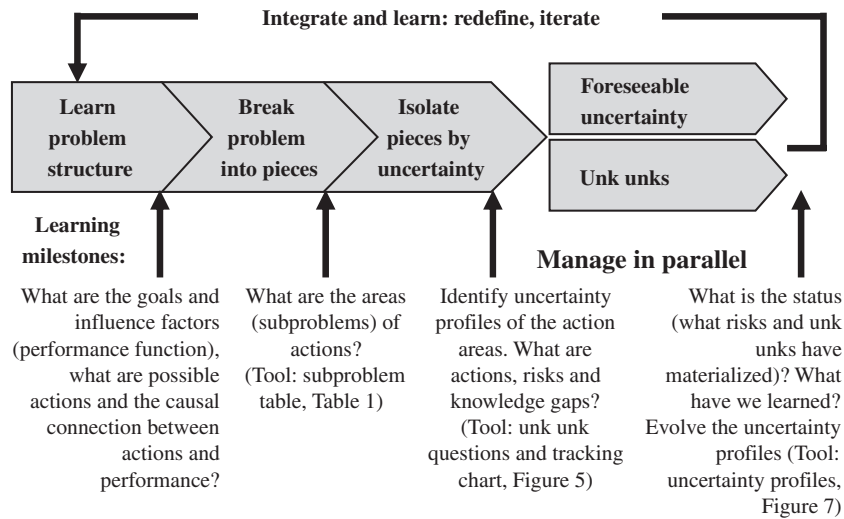 Integrate and learn: redefine, iterate
Learn
problem
structure
Break
problem
into pieces
Isolate
pieces by
uncertainty
Foreseeable
uncertainty
Unk unks
Learning
milestones:
Manage in parallel
What are the goals and
influence factors
(performance function),
what are possible
actions and the causal
connection between
actions and
performance?
What are the areas
(subproblems) of
actions?
(Tool: subproblem
table, Table 1)
Identify uncertainty
profiles of the action
areas. What are
actions, risks and
knowledge gaps?
(Tool: unk unk
questions and tracking
chart, Figure 5)
What is the status
(what risks and unk
unks have
materialized)? What
have we learned?
Evolve the uncertainty
profiles (Tool:
uncertainty profiles,
Figure 7)